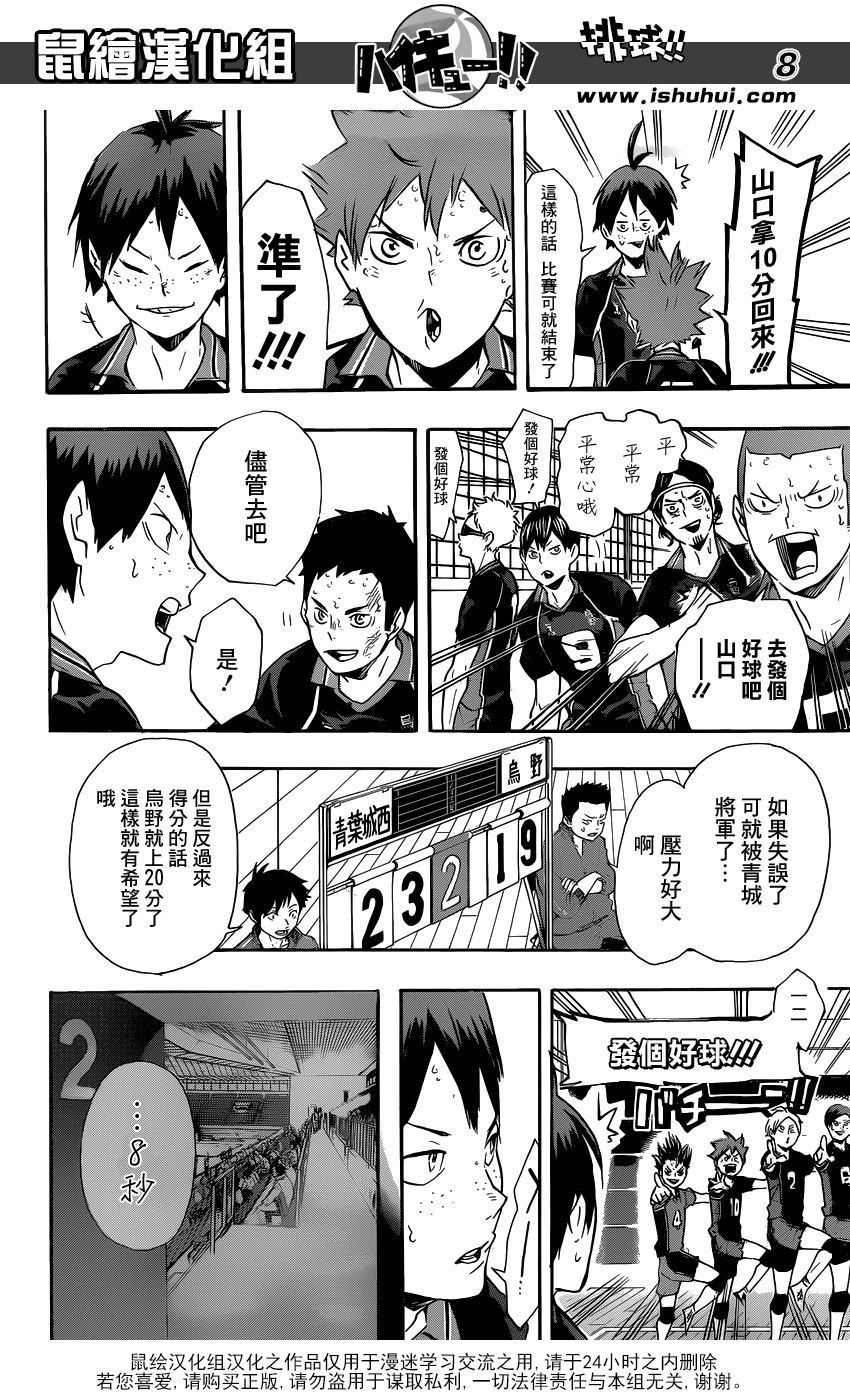 鼠繪漢化組
ハイキュー!!
排球!!
8
www.ishuhui.com
山口拿10分回來!!!
這樣的話 比賽可就結束了
準了!!!
去發個
好球吧
山口
——!!
平
平常
平常心哦
發個好球!
發個好球
儘管去吧
是!
如果失誤了
可就被青城
將軍了…
壓力好大
啊
烏野
青葉城西
23
2
19
但是反過來
得分的話
烏野就上20分了
這樣就有希望了
哦
一二
發個好球!!!
バチーーン!!
4
10
2
2
…8秒
鼠绘汉化组汉化之作品仅用于漫迷学习交流之用,请于24小时之内删除
若您喜爱,请购买正版,请勿盗用于谋取私利,一切法律责任与本组无关,谢谢。